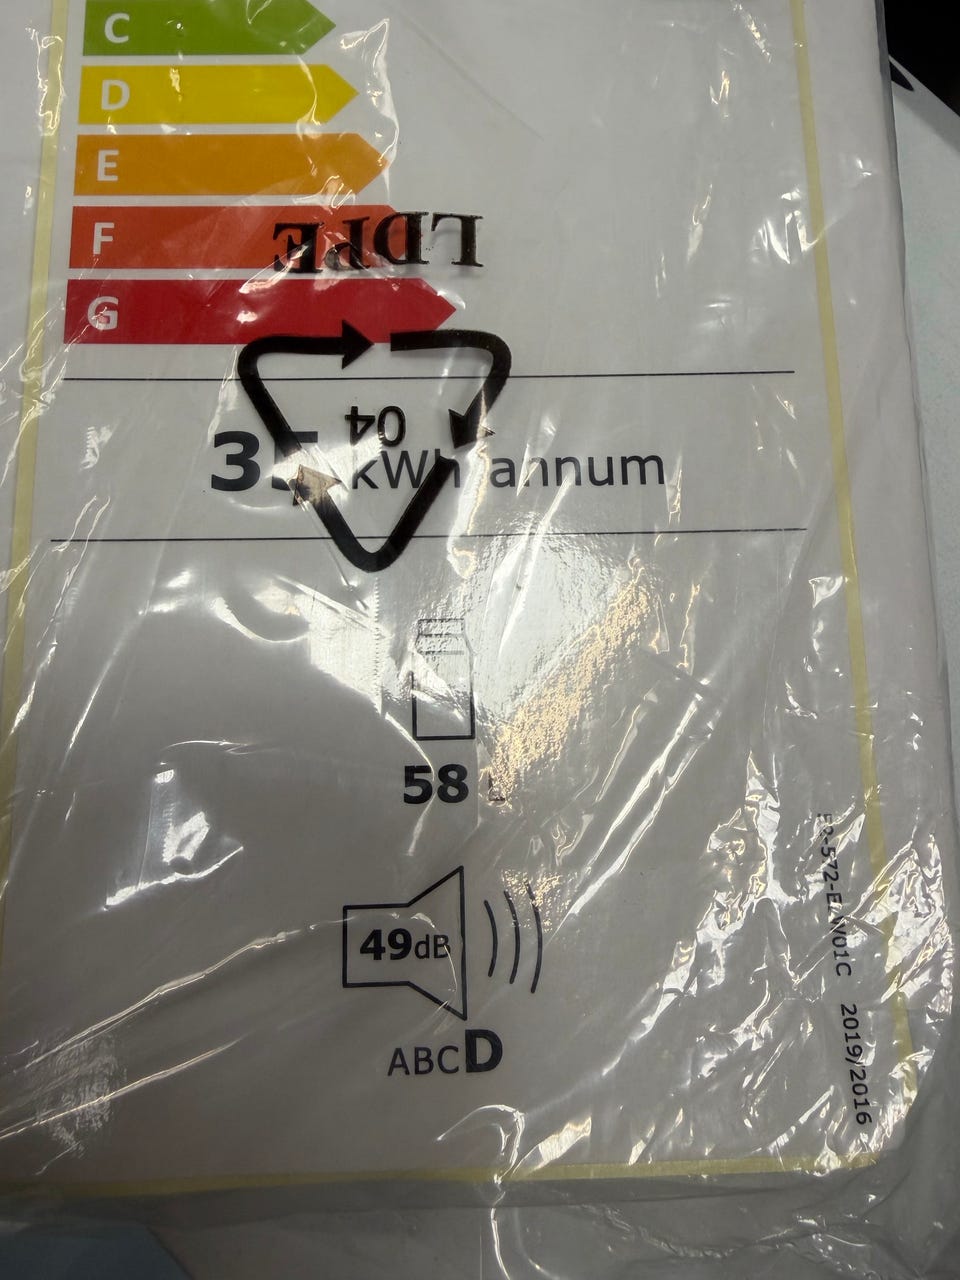 C
D
E
F
LDPE
G
04
kWh annum
58
49dB
ABCD
2019/2016